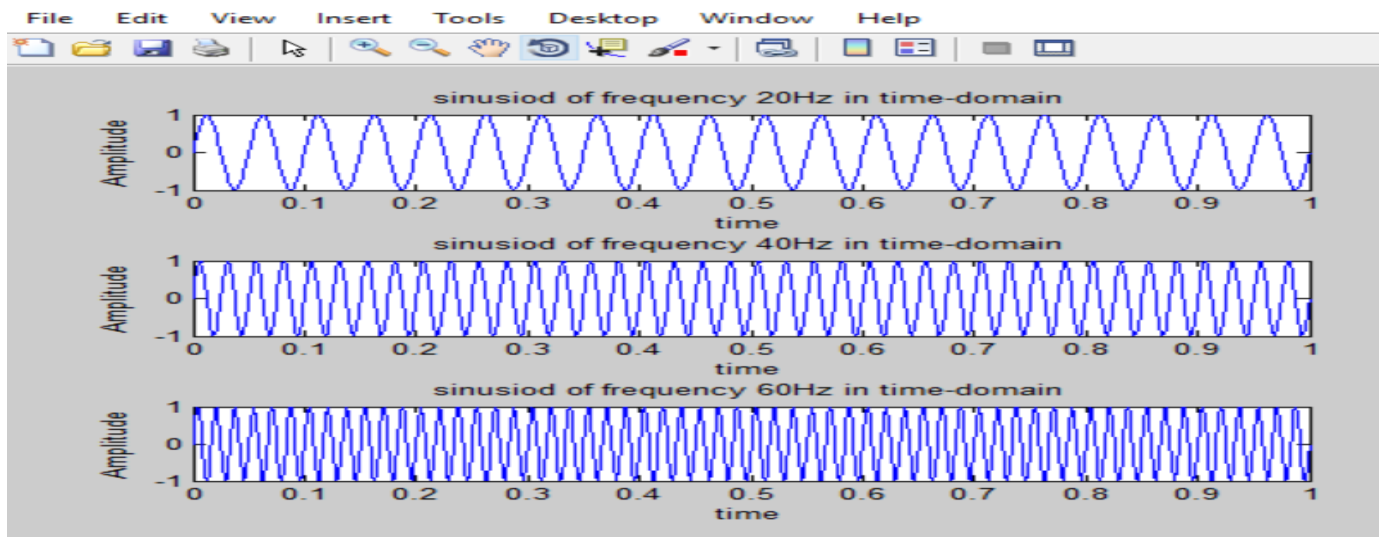 File Edit View Insert Tools Desktop Window Help
sinusiod of frequency 20Hz in time-domain
Amplitude
1
0
-1
0 0.1 0.2 0.3 0.4 0.5 0.6 0.7 0.8 0.9 1
time
sinusiod of frequency 40Hz in time-domain
Amplitude
1
0
-1
0 0.1 0.2 0.3 0.4 0.5 0.6 0.7 0.8 0.9 1
time
sinusiod of frequency 60Hz in time-domain
Amplitude
1
0
-1
0 0.1 0.2 0.3 0.4 0.5 0.6 0.7 0.8 0.9 1
time